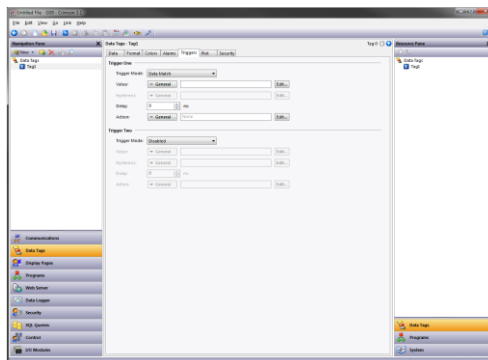 Untitled File - G09 - Crimson 3.1
File Edit View Go Link Help
Navigation Pane
Data Tags - Tag1
Tag 1
Resource Pane
New
Data Tags
Tag1
Data Format Colors Alarms Triggers Plot Security
Data Tags
Tag1
Trigger One
Trigger Mode: Data Match
Value: General Edit...
Hysteresis: General Edit...
Delay: 0 ms
Action: General None Edit...
Trigger Two
Trigger Mode: Disabled
Value: General Edit...
Hysteresis: General Edit...
Delay: 0 ms
Action: General Edit...
Communications
Data Tags
Display Pages
Programs
Web Server
Data Logger
Security
SQL Queries
Control
I/O Modules
Data Tags
Programs
System